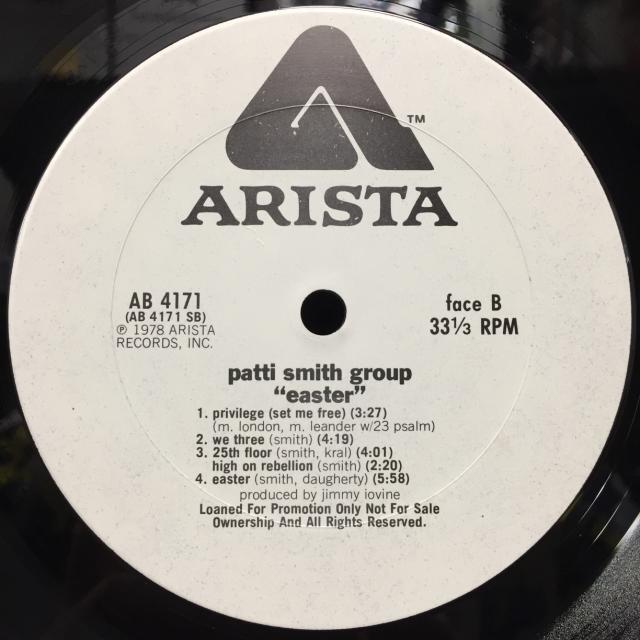 ™
ARISTA
AB 4171
(AB 4171 SB)
℗ 1978 ARISTA
RECORDS, INC.
face B
33⅓ RPM
patti smith group
“easter”
1. privilege (set me free) (3:27)
(m. london, m. leander w/23 psalm)
2. we three (smith) (4:19)
3. 25th floor (smith, kral) (4:01)
high on rebellion (smith) (2:20)
4. easter (smith, daugherty) (5:58)
produced by jimmy iovine
Loaned For Promotion Only Not For Sale
Ownership And All Rights Reserved.